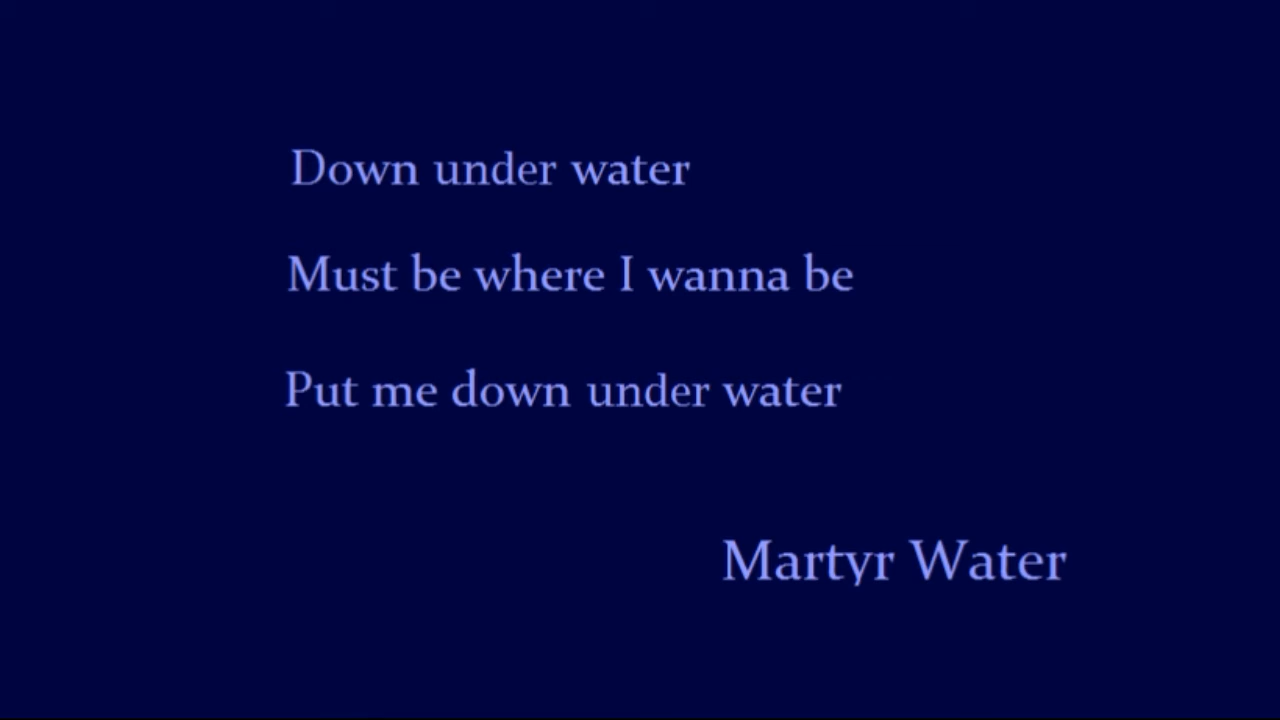 Down under water
Must be where I wanna be
Put me down under water
Martyr Water